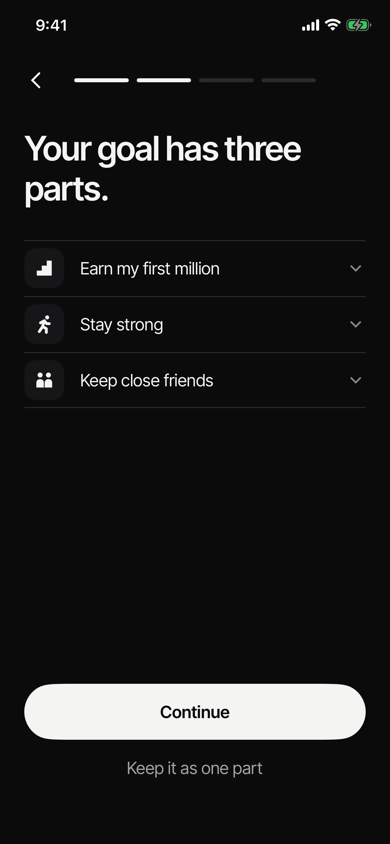 9:41
Your goal has three
parts.
Earn my first million
Stay strong
Keep close friends
Continue
Keep it as one part